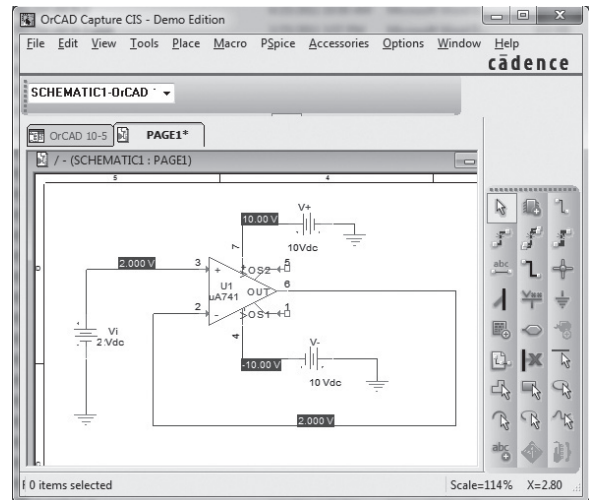 OrCAD Capture CIS - Demo Edition
File Edit View Tools Place Macro PSpice Accessories Options Window Help
cādence
SCHEMATIC1-OrCAD
OrCAD 10-5 PAGE1*
/ - (SCHEMATIC1 : PAGE1)
5 4
V+
10.00 V
10Vdc
7
2.000 V 3 + OS2 5
U1 OUT 6
uA741
2 - OS1 1
4
Vi
2 Vdc
V-
-10.00 V
10 Vdc
2.000 V
abc
abc
0 items selected Scale=114% X=2.80